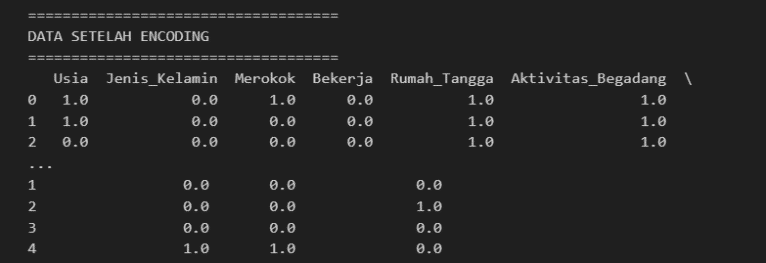 ====================================
DATA SETELAH ENCODING
====================================
   Usia  Jenis_Kelamin  Merokok  Bekerja  Rumah_Tangga  Aktivitas_Begadang  \
0   1.0            0.0      1.0      0.0           1.0                 1.0
1   1.0            0.0      0.0      0.0           1.0                 1.0
2   0.0            0.0      0.0      0.0           1.0                 1.0
...
1                  0.0       0.0              0.0
2                  0.0       0.0              1.0
3                  0.0       0.0              0.0
4                  1.0       1.0              0.0